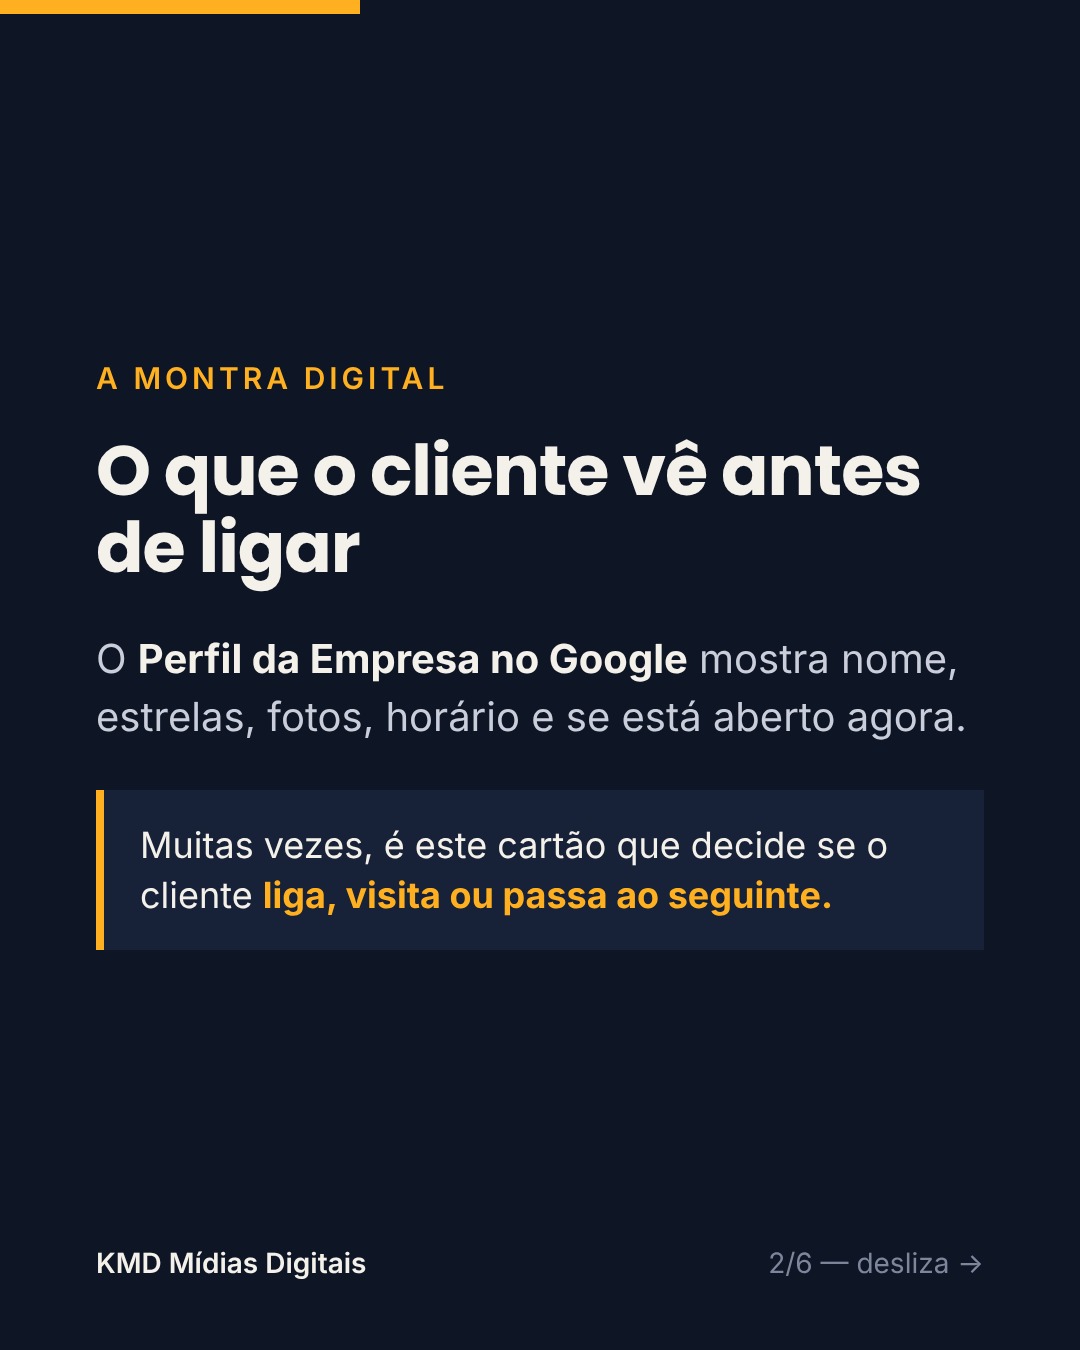 A MONTRA DIGITAL
O que o cliente vê antes
de ligar
O Perfil da Empresa no Google mostra nome,
estrelas, fotos, horário e se está aberto agora.
Muitas vezes, é este cartão que decide se o
cliente liga, visita ou passa ao seguinte.
KMD Mídias Digitais
2/6 — desliza →